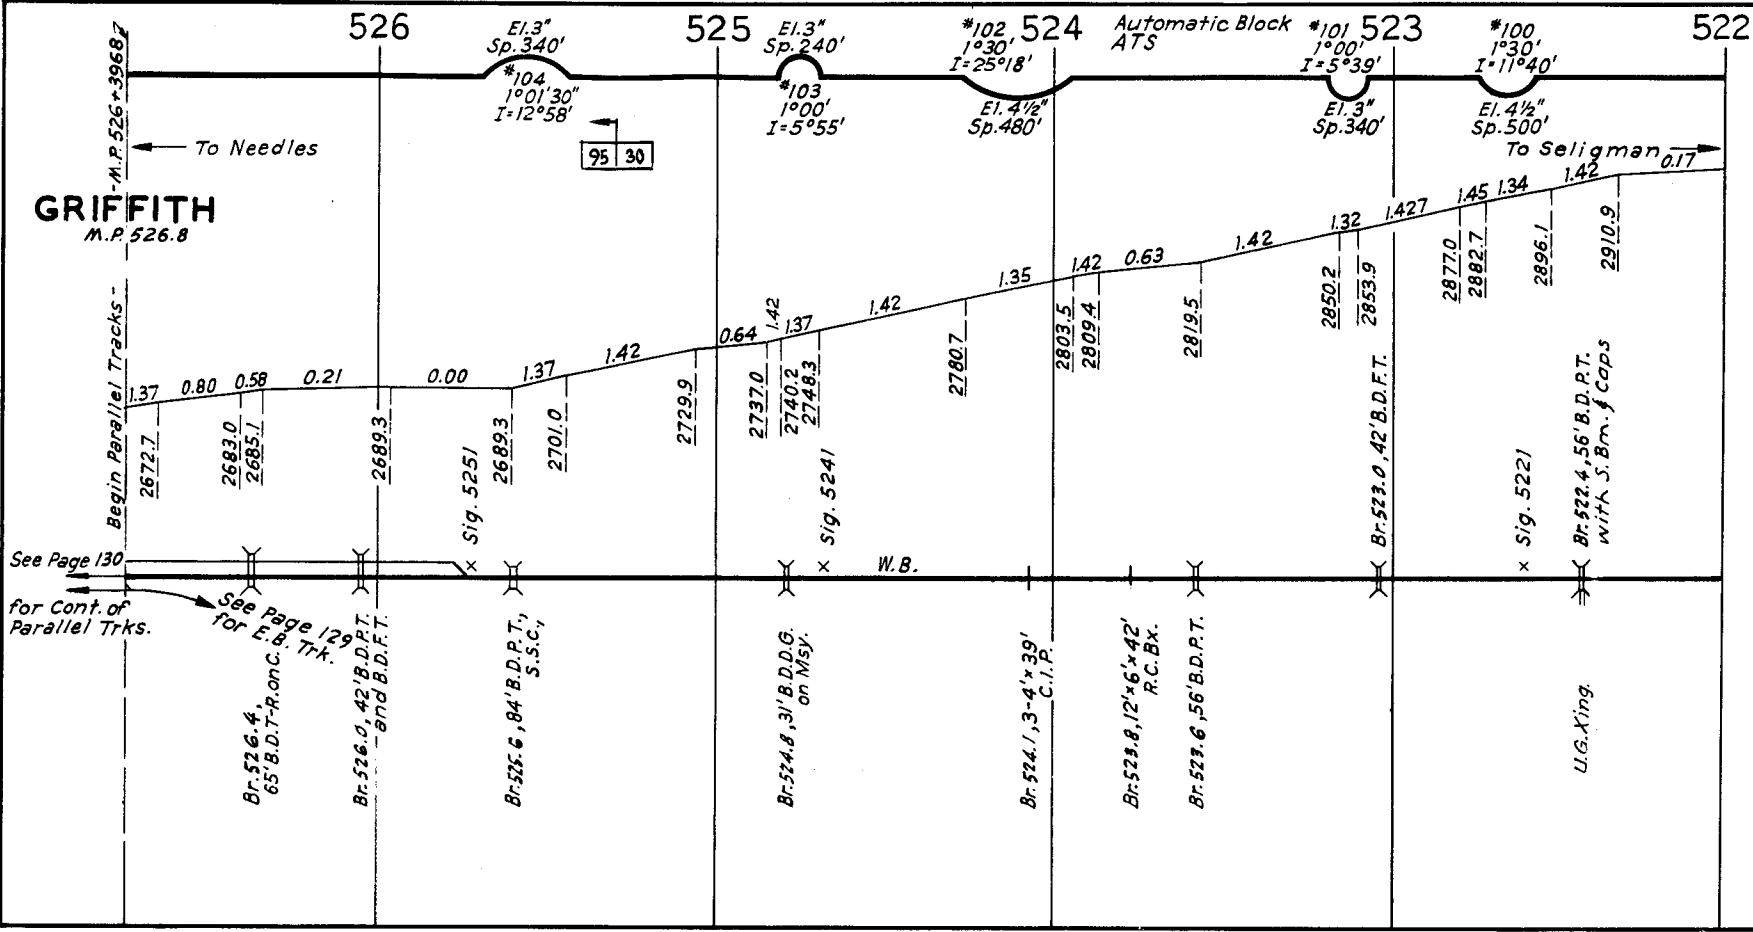 526
525
524
523
522
El.3"
Sp.340'
#104
1°01'30"
I=12°58'
El.3"
Sp.240'
#103
1°00'
I=5°55'
#102
1°30'
I=25°18'
El.4½"
Sp.480'
Automatic Block
ATS
#101
1°00'
I=5°39'
El.3"
Sp.340'
#100
1°30'
I=11°40'
El.4½"
Sp.500'
-M.P.526+3968.7
To Needles
95 30
To Seligman
GRIFFITH
M.P. 526.8
Begin Parallel Tracks-
1.37
0.80
0.58
0.21
0.00
1.37
1.42
0.64
1.42
1.37
1.42
1.35
1.42
0.63
1.42
1.32
1.427
1.45
1.34
1.42
0.17
2672.7
2683.0
2685.1
2689.3
2689.3
2701.0
2729.9
2737.0
2740.2
2748.3
2780.7
2803.5
2809.4
2819.5
2850.2
2853.9
2877.0
2882.7
2896.1
2910.9
Sig. 5251
Sig. 5241
Br.523.0,42'B.D.F.T.
Sig. 5221
Br.522.4,56'B.D.P.T.
with S.Bm.& Caps
See Page 130
for Cont. of
Parallel Trks.
See Page 129
for E.B. Trk.
W.B.
Br.526.4,
65'B.D.T-R.onC.
Br.526.0,42'B.D.P.T.
and B.D.F.T.
Br.525.6,84'B.D.P.T.,
S.S.C.,
Br.524.8,31'B.D.D.G.
on Msy.
Br.524.1,3-4'x39'
C.I.P.
Br.523.8,12'x6'x42'
R.C.Bx.
Br.523.6,56'B.D.P.T.
U.G.Xing.